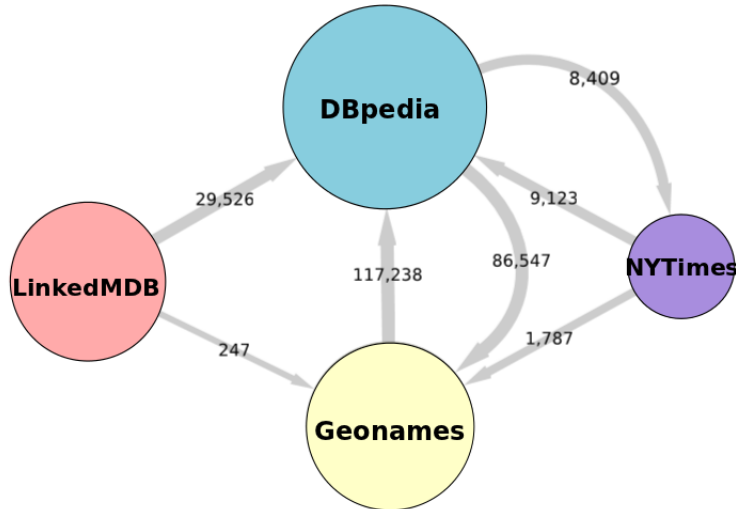 DBpedia
8,409
29,526
9,123
LinkedMDB
117,238
86,547
NYTimes
247
1,787
Geonames